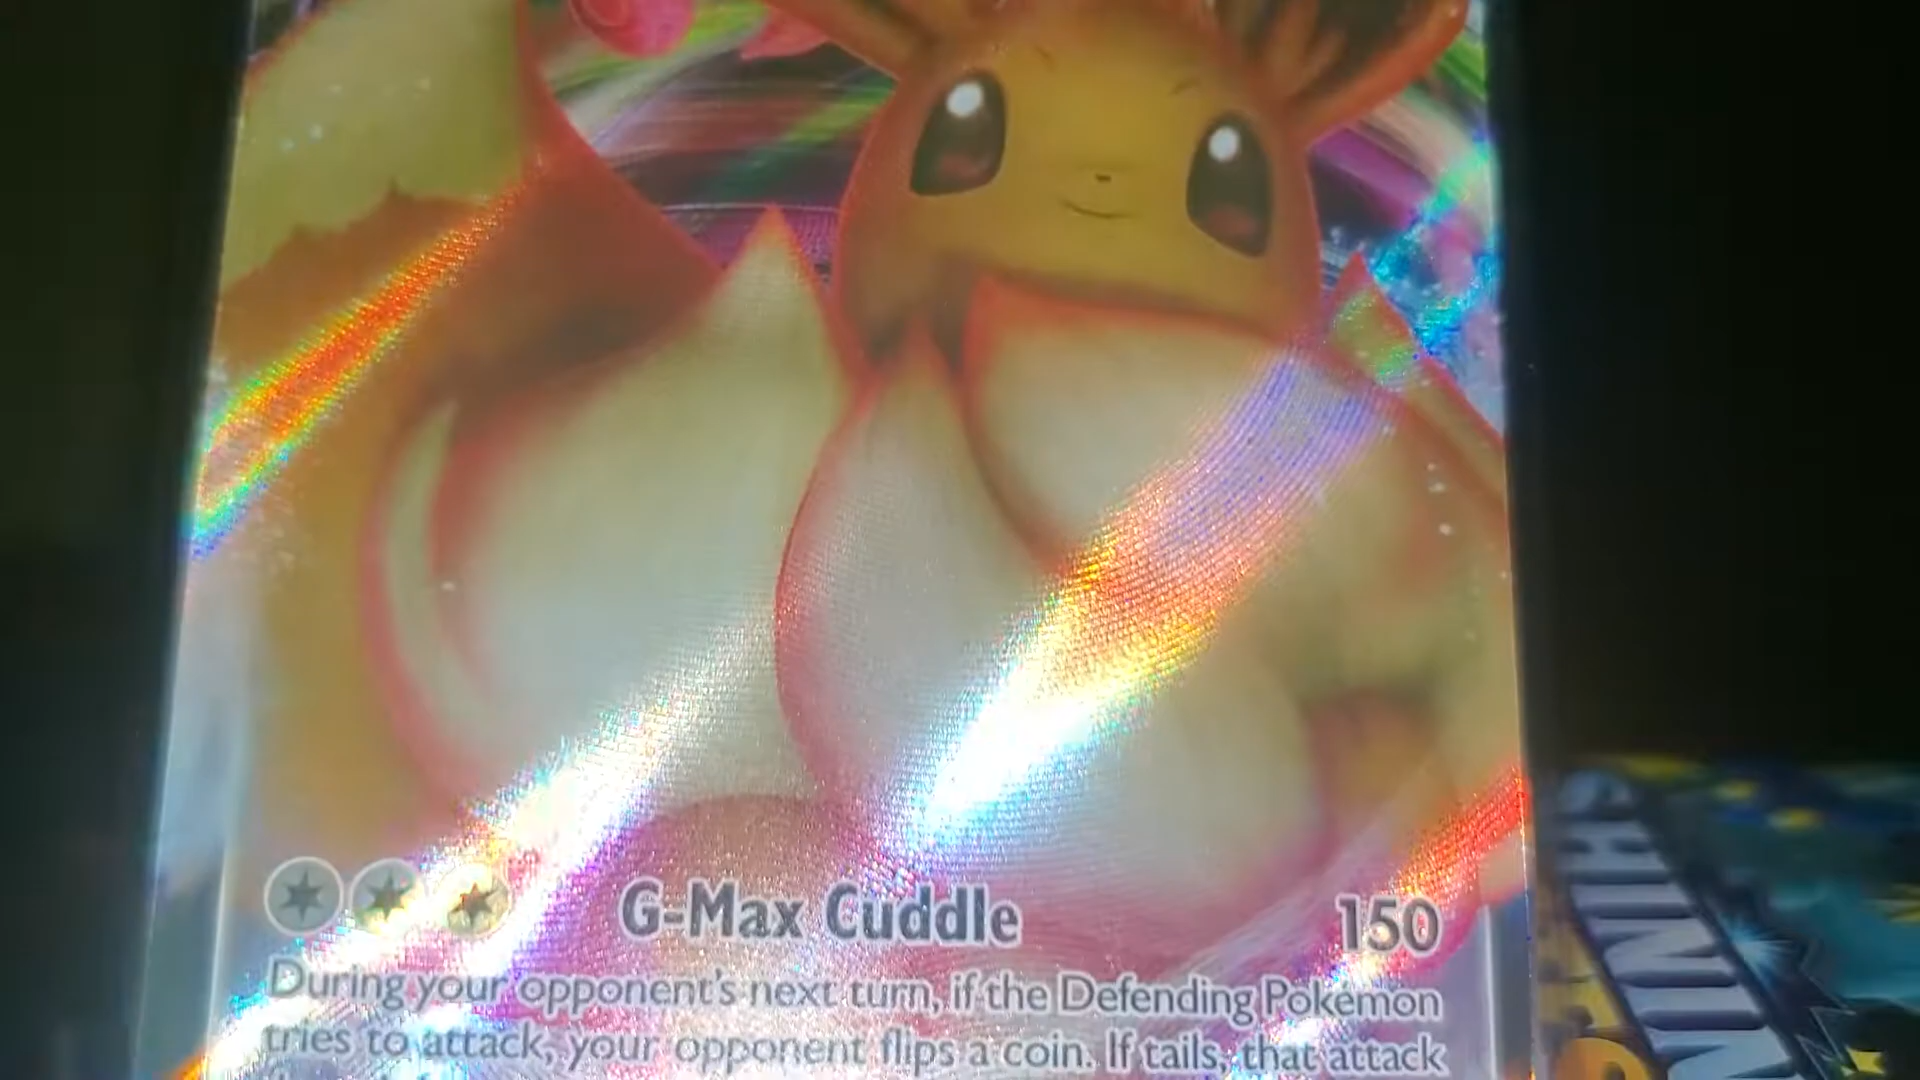 G-Max Cuddle 150
During your opponent's next turn, if the Defending Pokémon
tries to attack, your opponent flips a coin. If tails, that attack